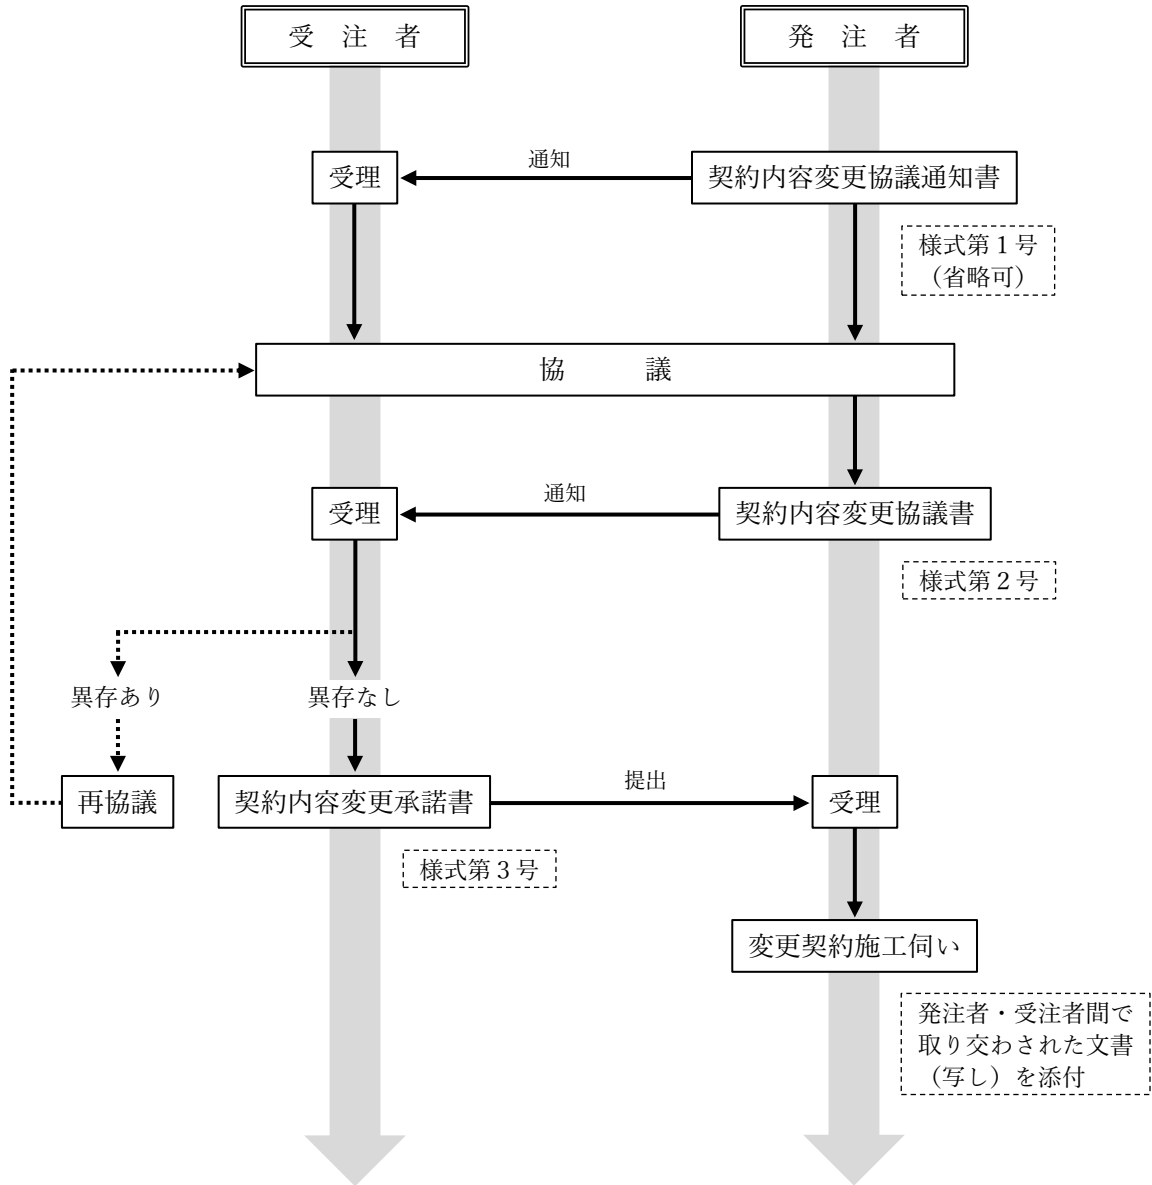 受　注　者
発　注　者
受理
通知
契約内容変更協議通知書
様式第１号
（省略可）
協　　　議
受理
通知
契約内容変更協議書
様式第２号
異存あり
異存なし
再協議
契約内容変更承諾書
提出
受理
様式第３号
変更契約施工伺い
発注者・受注者間で
取り交わされた文書
（写し）を添付